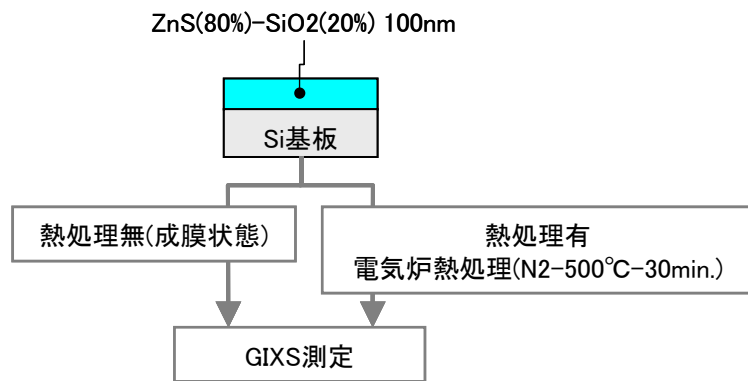 ZnS(80%)-SiO2(20%) 100nm
Si基板
熱処理無(成膜状態)
熱処理有
電気炉熱処理(N2-500℃-30min.)
GIXS測定